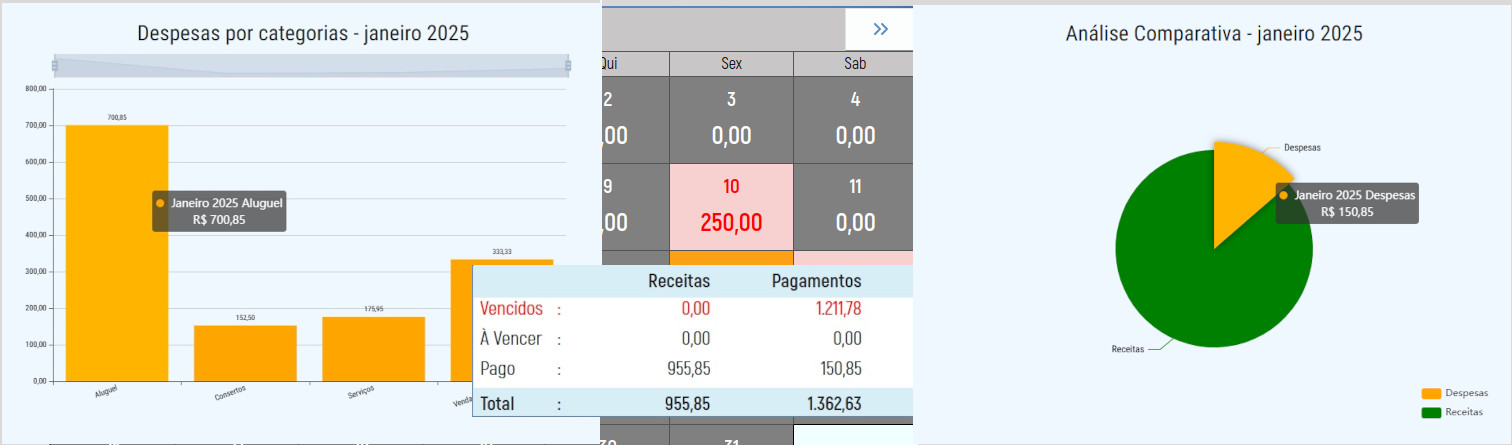 Despesas por categorias - janeiro 2025
800,00
700,00
600,00
500,00
400,00
300,00
200,00
100,00
0,00
700,85
152,50
175,95
333,33
Janeiro 2025 Aluguel
R$ 700,85
Aluguel
Consertos
Serviços
Venda
»
Qui Sex Sab
2 3 4
,00 0,00 0,00
9 10 11
,00 250,00 0,00
Receitas Pagamentos
Vencidos : 0,00 1.211,78
À Vencer : 0,00 0,00
Pago : 955,85 150,85
Total : 955,85 1.362,63
30 31
Análise Comparativa - janeiro 2025
Despesas
Janeiro 2025 Despesas
R$ 150,85
Receitas
Despesas
Receitas